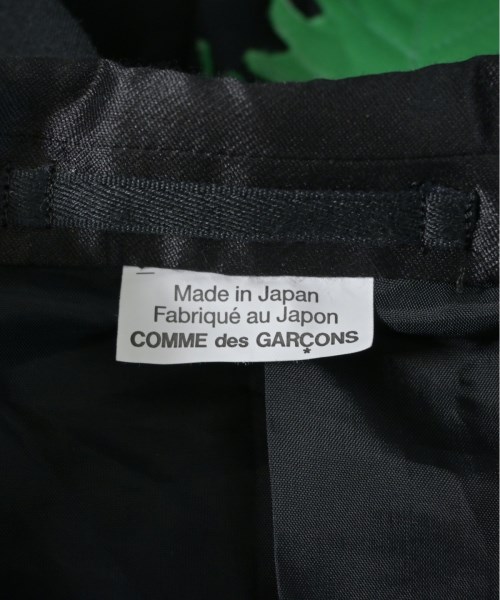 Made in Japan
Fabriqué au Japon
COMME des GARÇONS